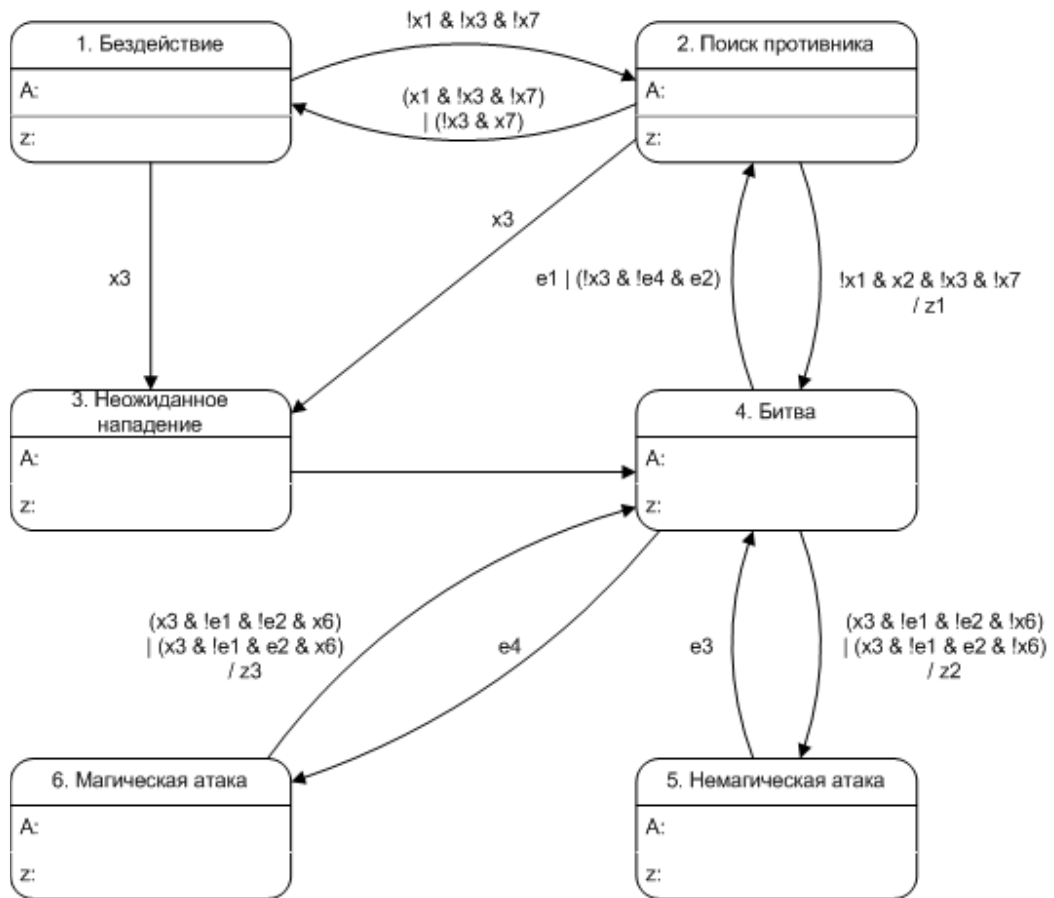 !x1 & !x3 & !x7
1. Бездействие
A:
z:
2. Поиск противника
A:
z:
(x1 & !x3 & !x7)
| (!x3 & x7)
x3
x3
e1 | (!x3 & !e4 & e2)
!x1 & x2 & !x3 & !x7
/ z1
3. Неожиданное
нападение
A:
z:
4. Битва
A:
z:
(x3 & !e1 & !e2 & x6)
| (x3 & !e1 & e2 & x6)
/ z3
e4
e3
(x3 & !e1 & !e2 & !x6)
| (x3 & !e1 & e2 & !x6)
/ z2
6. Магическая атака
A:
z:
5. Немагическая атака
A:
z: